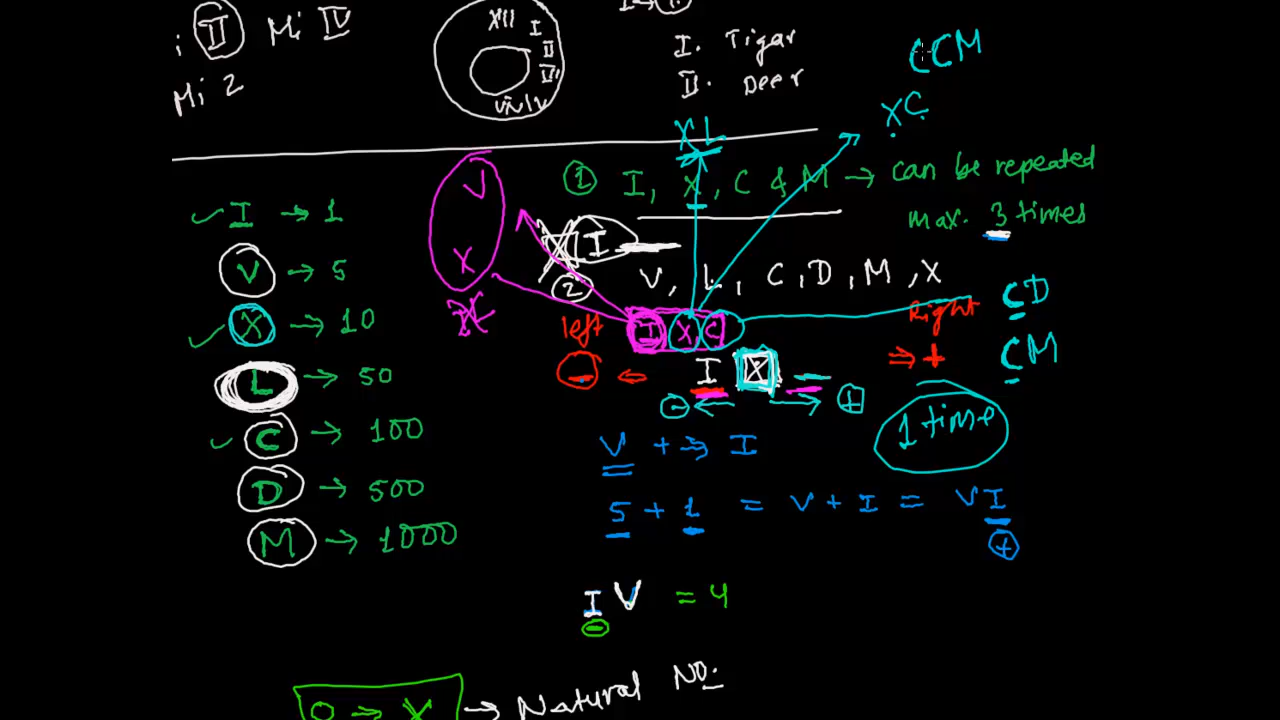 i II Mi IV
Mi 2
XII
I
II
I. Tigar
II. Deer
CCM
XC
XL
① I, X, C & M → can be repeated
max. 3 times
I → 1
V → 5
X → 10
L → 50
C → 100
D → 500
M → 1000
V
X
X I
② V, L, C, D, M, X
I X C
left
-
Right
⇒ +
CD
CM
I X
- ← → +
1 time
V + ⇒ I
5 + 1 = V + I = VI
+
IV = 4
-
0 → X → Natural NO.